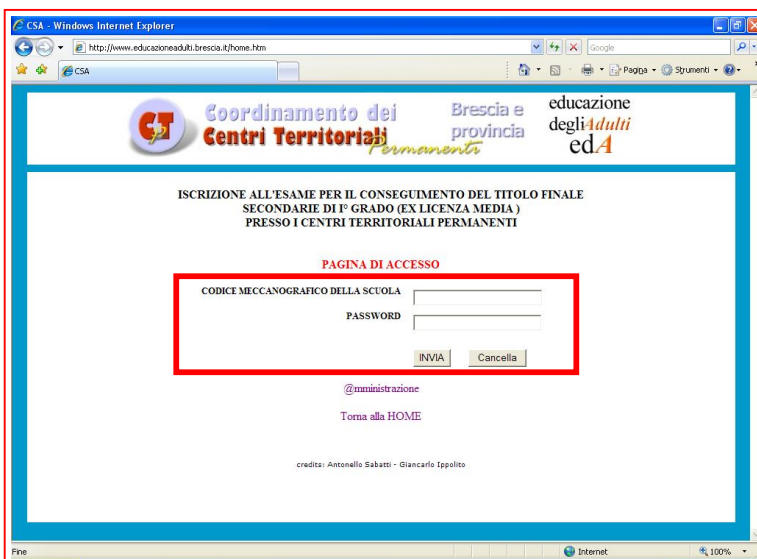 CSA - Windows Internet Explorer
http://www.educazioneadulti.brescia.it/home.htm
Google
CSA
Pagina
Strumenti
Coordinamento dei
Centri Territoriali
Permanenti
Brescia e
provincia
educazione
degliAdulti
edA
ISCRIZIONE ALL'ESAME PER IL CONSEGUIMENTO DEL TITOLO FINALE
SECONDARIE DI I° GRADO (EX LICENZA MEDIA )
PRESSO I CENTRI TERRITORIALI PERMANENTI
PAGINA DI ACCESSO
CODICE MECCANOGRAFICO DELLA SCUOLA
PASSWORD
INVIA
Cancella
@mministrazione
Torna alla HOME
credits: Antonello Sabatti - Giancarlo Ippolito
Fine
Internet
100%